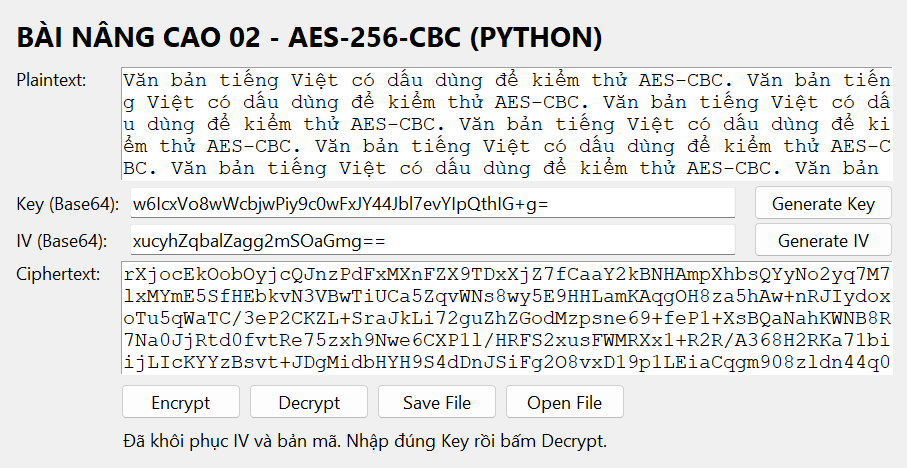 BÀI NÂNG CAO 02 - AES-256-CBC (PYTHON)
Plaintext:
Văn bản tiếng Việt có dấu dùng để kiểm thử AES-CBC. Văn bản tiến
g Việt có dấu dùng để kiểm thử AES-CBC. Văn bản tiếng Việt có dấ
u dùng để kiểm thử AES-CBC. Văn bản tiếng Việt có dấu dùng để ki
ểm thử AES-CBC. Văn bản tiếng Việt có dấu dùng để kiểm thử AES-C
BC. Văn bản tiếng Việt có dấu dùng để kiểm thử AES-CBC. Văn bản
Key (Base64): w6IcxVo8wWcbjwPiy9c0wFxJY44Jbl7evYIpQthIG+g= Generate Key
IV (Base64): xucyhZqbalZagg2mSOaGmg== Generate IV
Ciphertext:
rXjocEkOobOyjcQJnzPdFxMXnFZX9TDxXjZ7fCaaY2kBNHAmpXhbsQYyNo2yq7M7
lxMYmE5SfHEbkvN3VBwTiUCa5ZqvWNs8wy5E9HHLamKAqgOH8za5hAw+nRJIydox
oTu5qWaTC/3eP2CKZL+SraJkLi72guZhZGodMzpsne69+feP1+XsBQaNahKWNB8R
7Na0JjRtd0fvtRe75zxh9Nwe6CXP1l/HRFS2xusFWMRXx1+R2R/A368H2RKa71bi
ijLIcKYYzBsvt+JDgMidbHYH9S4dDnJSiFg2O8vxD19p1LEiaCqgm908zldn44q0
Encrypt Decrypt Save File Open File
Đã khôi phục IV và bản mã. Nhập đúng Key rồi bấm Decrypt.